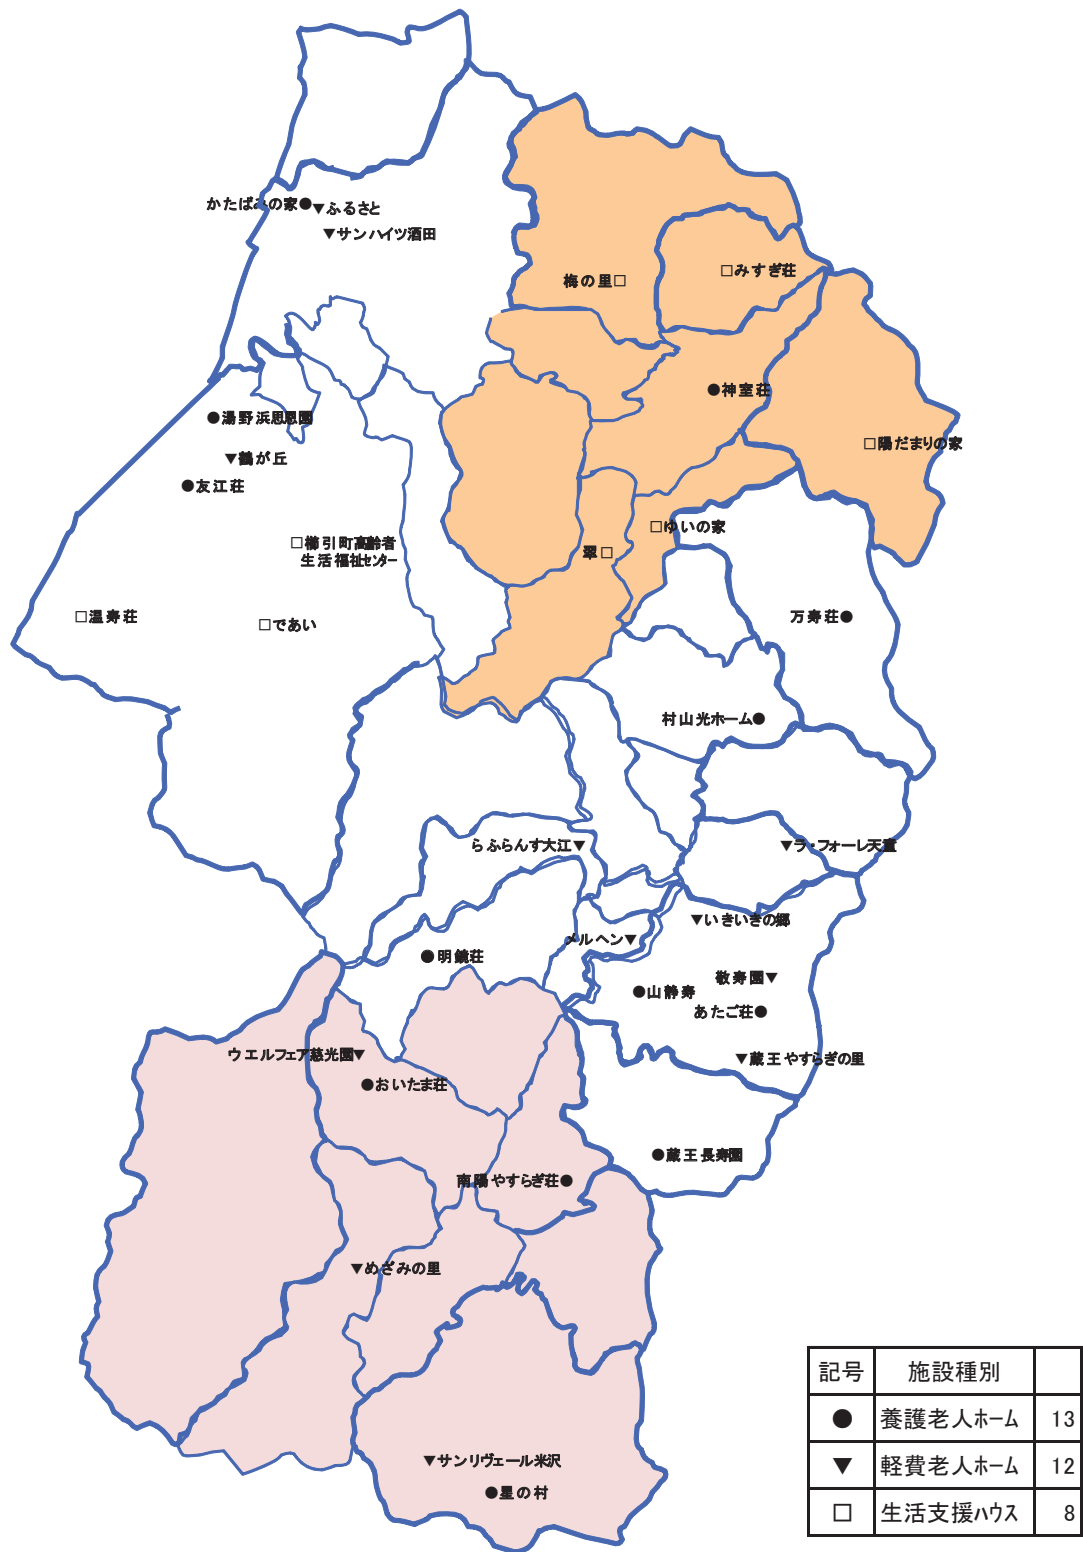 かたばみの家●
▼ふるさと
▼サンハイツ酒田
梅の里□
□みすぎ荘
●神室荘
●湯野浜思恩園
□陽だまりの家
▼鶴が丘
●友江荘
□ゆいの家
□櫛引町高齢者
生活福祉センター
翠□
□温寿荘
□であい
万寿荘●
村山光ホーム●
らふらんす大江▼
▼ラ・フォーレ天童
▼いきいきの郷
メルヘン▼
●明鏡荘
敬寿園▼
●山静寿
あたご荘●
ウエルフェア慈光園▼
▼蔵王やすらぎの里
●おいたま荘
●蔵王長寿園
南陽やすらぎ荘●
▼めざみの里
▼サンリヴェール米沢
●星の村
記号 施設種別
● 養護老人ホーム 13
▼ 軽費老人ホーム 12
□ 生活支援ハウス 8